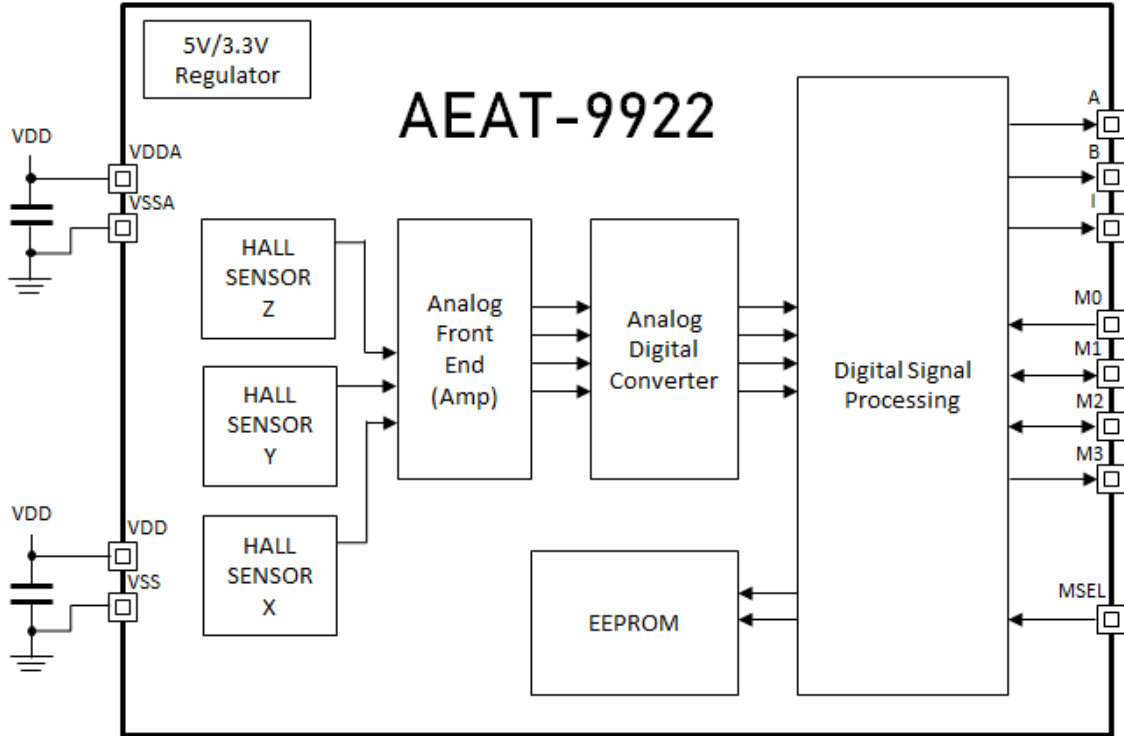 5V/3.3V
Regulator
AEAT-9922
VDD
VDDA
VSSA
HALL
SENSOR
Z
HALL
SENSOR
Y
HALL
SENSOR
X
Analog
Front
End
(Amp)
Analog
Digital
Converter
Digital Signal
Processing
EEPROM
VDD
VDD
VSS
A
B
I
M0
M1
M2
M3
MSEL